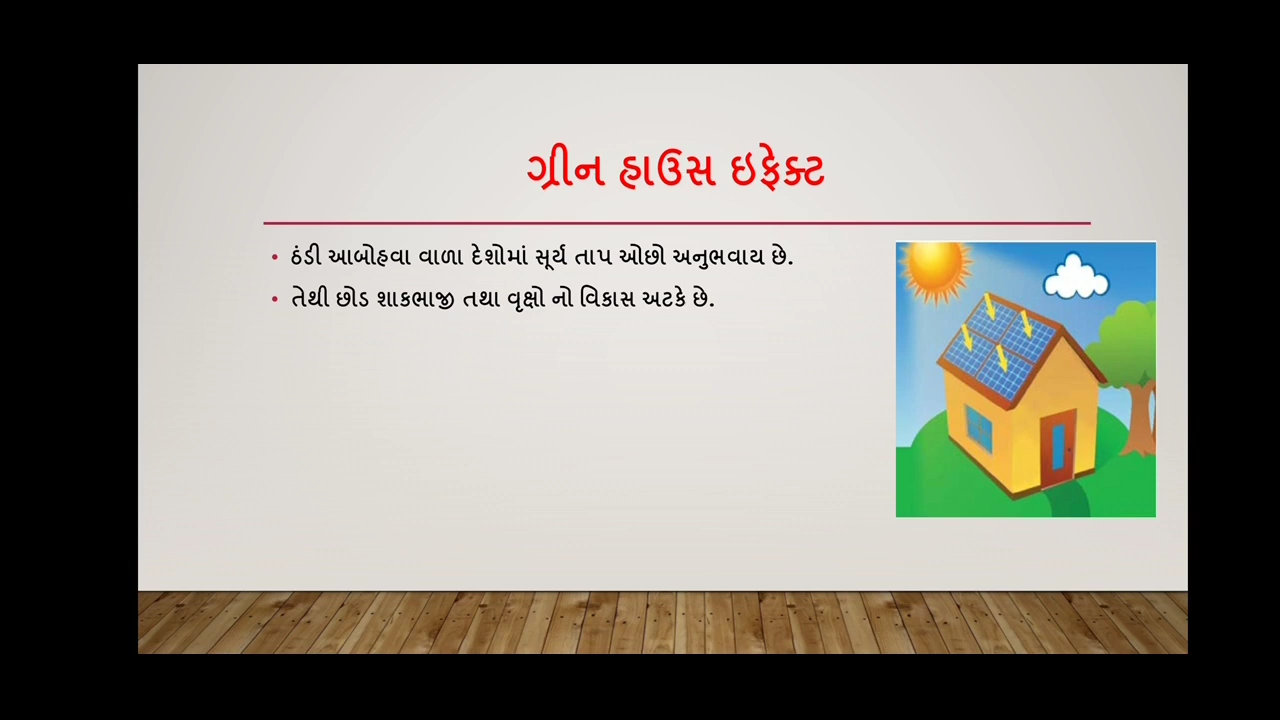 ગ્રીન હાઉસ ઇફેક્ટ
ઠંડી આબોહવા વાળા દેશોમાં સૂર્ય તાપ ઓછો અનુભવાય છે.
તેથી છોડ શાકભાજી તથા વૃક્ષો નો વિકાસ અટકે છે.